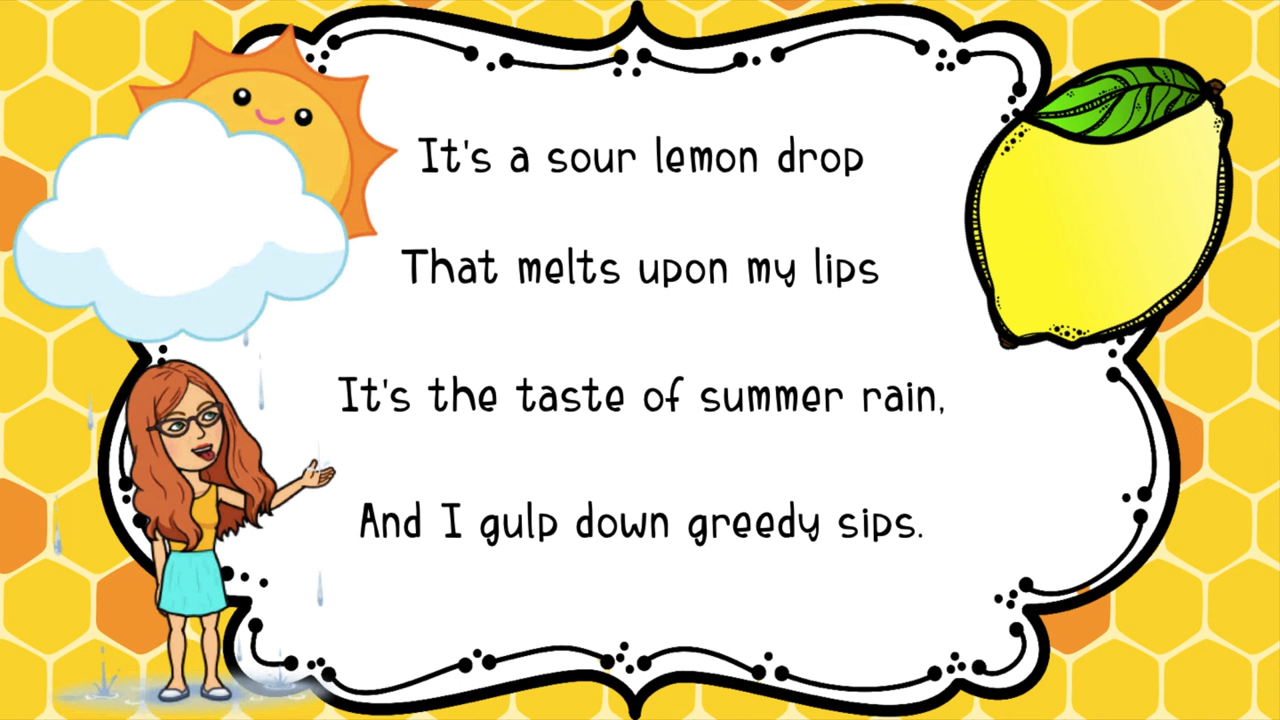 It's a sour lemon drop
That melts upon my lips
It's the taste of summer rain,
And I gulp down greedy sips.